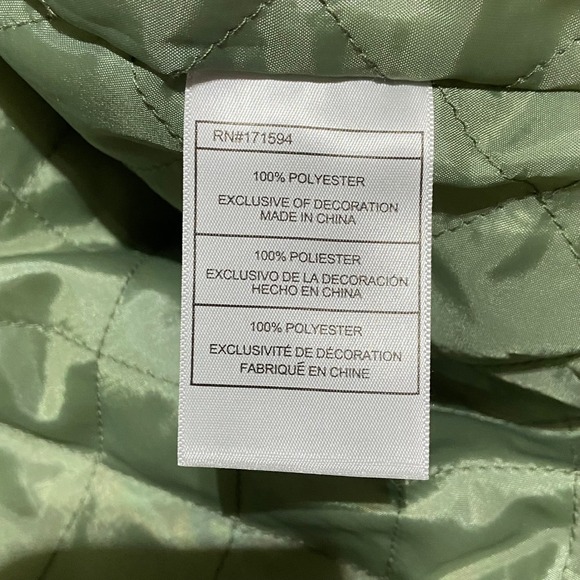 RN#171594
100% POLYESTER
EXCLUSIVE OF DECORATION
MADE IN CHINA
100% POLIESTER
EXCLUSIVO DE LA DECORACIÓN
HECHO EN CHINA
100% POLYESTER
EXCLUSIVITÉ DE DÉCORATION
FABRIQUÉ EN CHINE